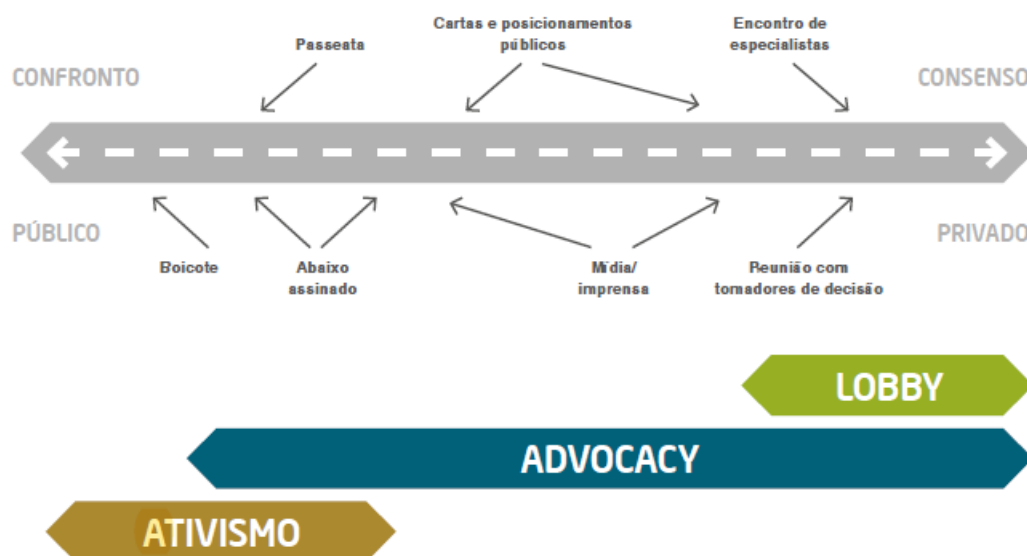 Passeata
Cartas e posicionamentos
públicos
Encontro de
especialistas
CONFRONTO
CONSENSO
PÚBLICO
PRIVADO
Boicote
Abaixo
assinado
Mídia/
imprensa
Reunião com
tomadores de decisão
LOBBY
ADVOCACY
ATIVISMO